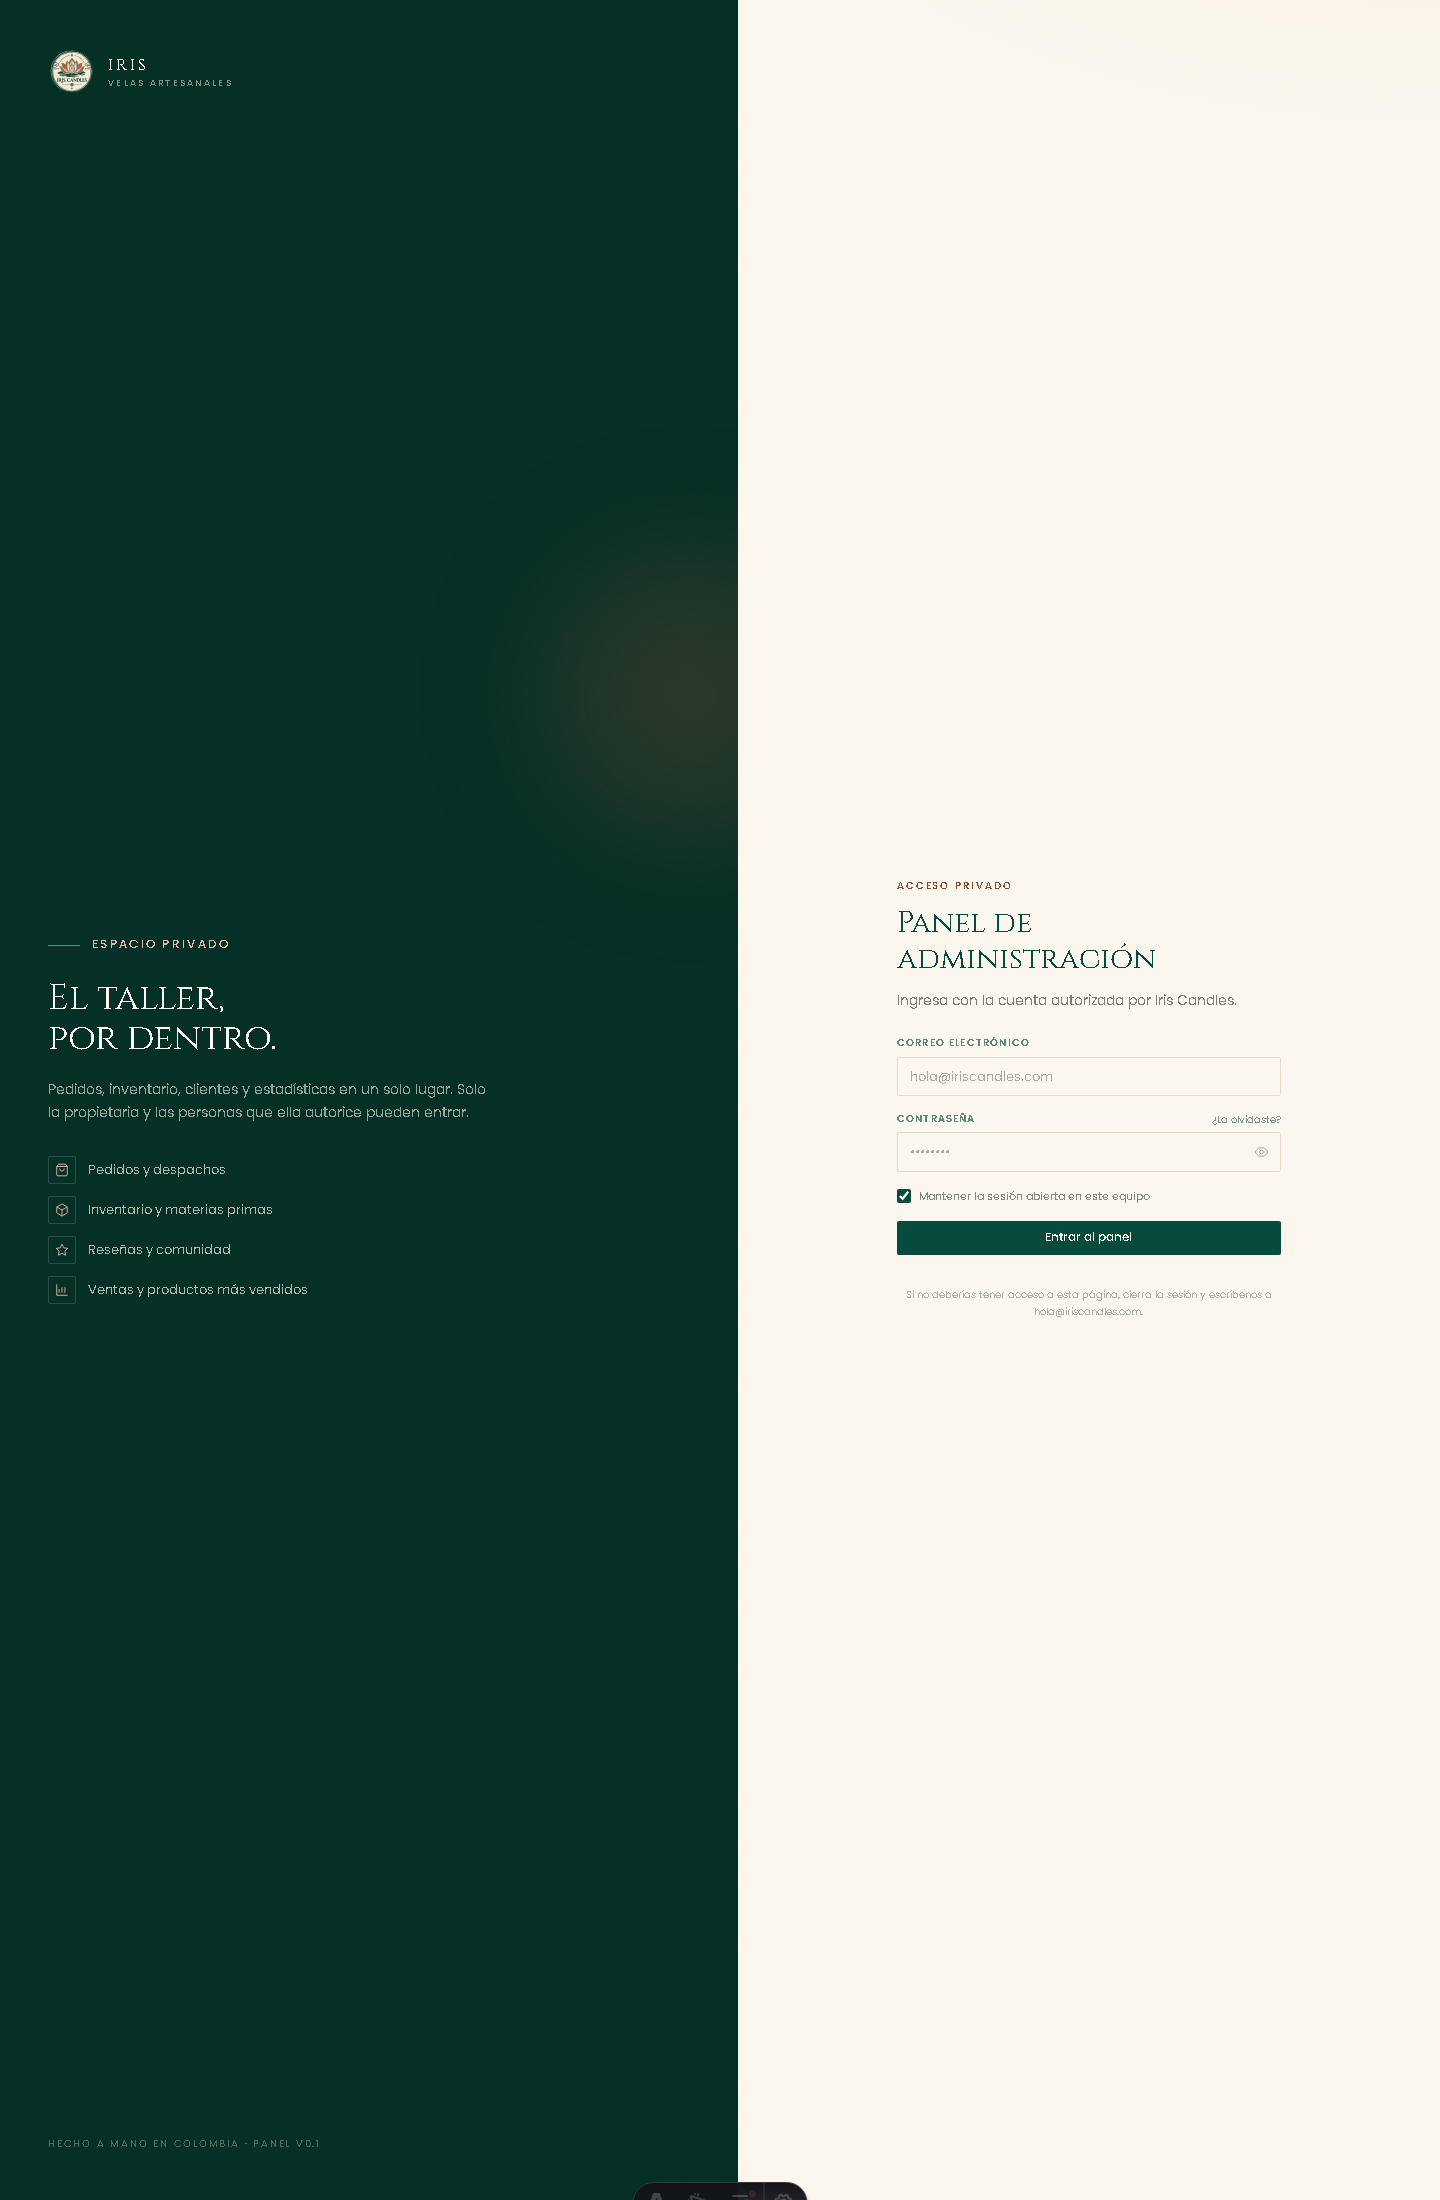 IRIS CANDLES
IRIS
VELAS ARTESANALES
ESPACIO PRIVADO
El taller,
por dentro.
Pedidos, inventario, clientes y estadísticas en un solo lugar. Solo
la propietaria y las personas que ella autorice pueden entrar.
Pedidos y despachos
Inventario y materias primas
Reseñas y comunidad
Ventas y productos más vendidos
HECHO A MANO EN COLOMBIA · PANEL V0.1
ACCESO PRIVADO
Panel de
administración
Ingresa con la cuenta autorizada por Iris Candles.
CORREO ELECTRÓNICO
hola@iriscandles.com
CONTRASEÑA
¿La olvidaste?
••••••••
Mantener la sesión abierta en este equipo
Entrar al panel
Si no deberías tener acceso a esta página, cierra la sesión y escríbenos a
hola@iriscandles.com.